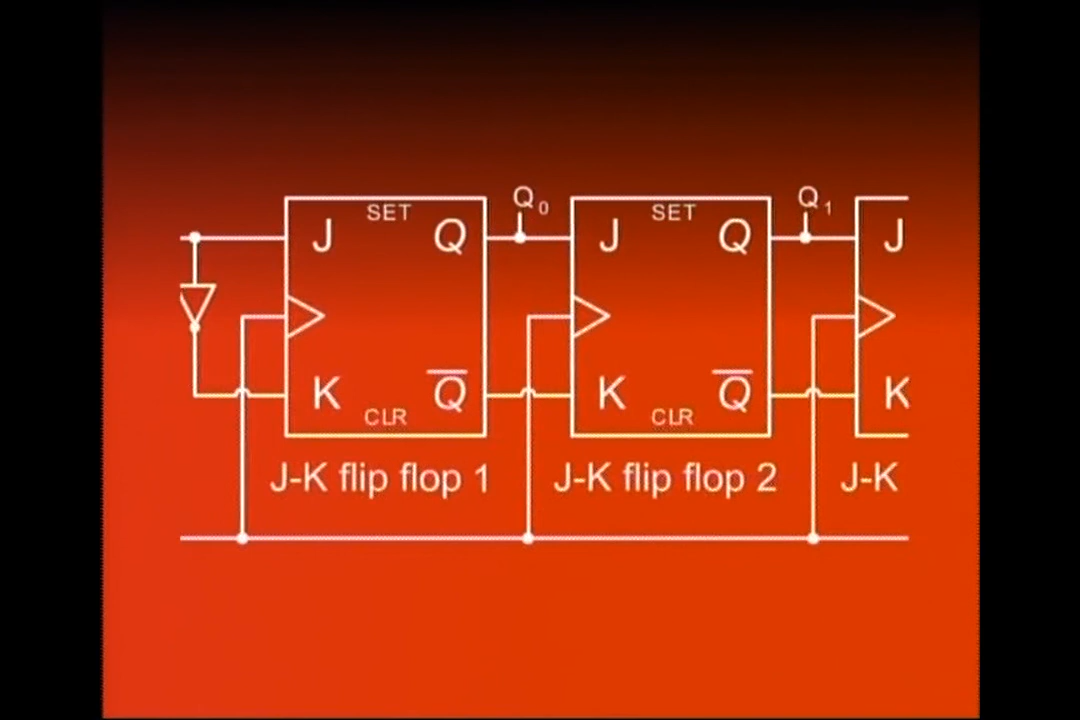 Q0 Q1
SET SET
J Q J Q J
K Q̅ K Q̅ K
CLR CLR
J-K flip flop 1 J-K flip flop 2 J-K